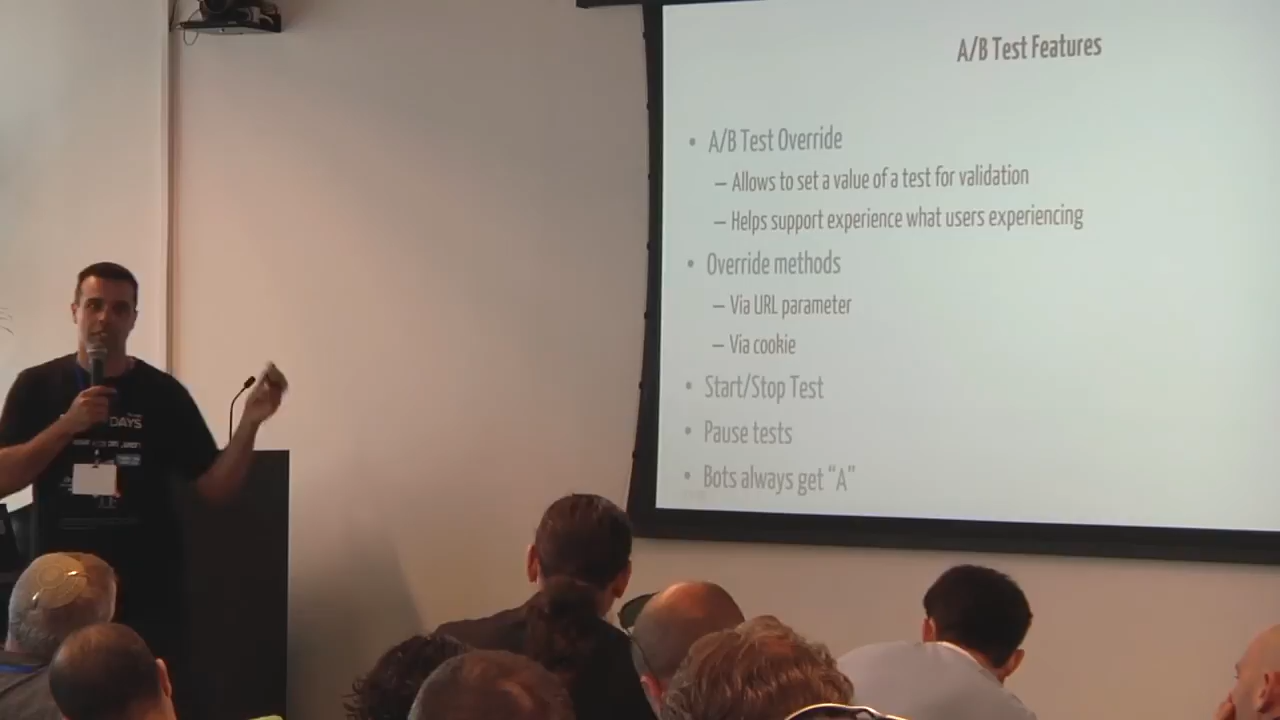 A/B Test Features
• A/B Test Override
– Allows to set a value of a test for validation
– Helps support experience what users experiencing
• Override methods
– Via URL parameter
– Via cookie
• Start/Stop Test
• Pause tests
• Bots always get “A”
DAYS